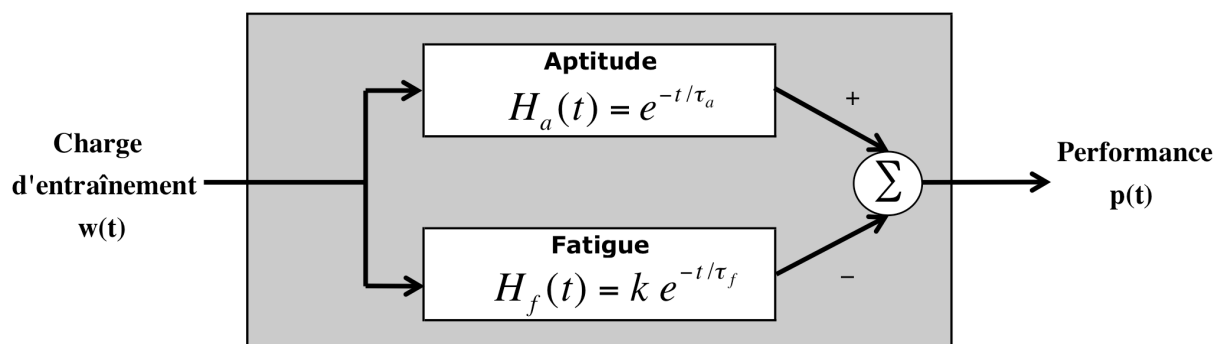 Charge
d'entraînement
w(t)
Aptitude
H_a(t) = e^{-t/τ_a}
Fatigue
H_f(t) = k e^{-t/τ_f}
+
Σ
−
Performance
p(t)